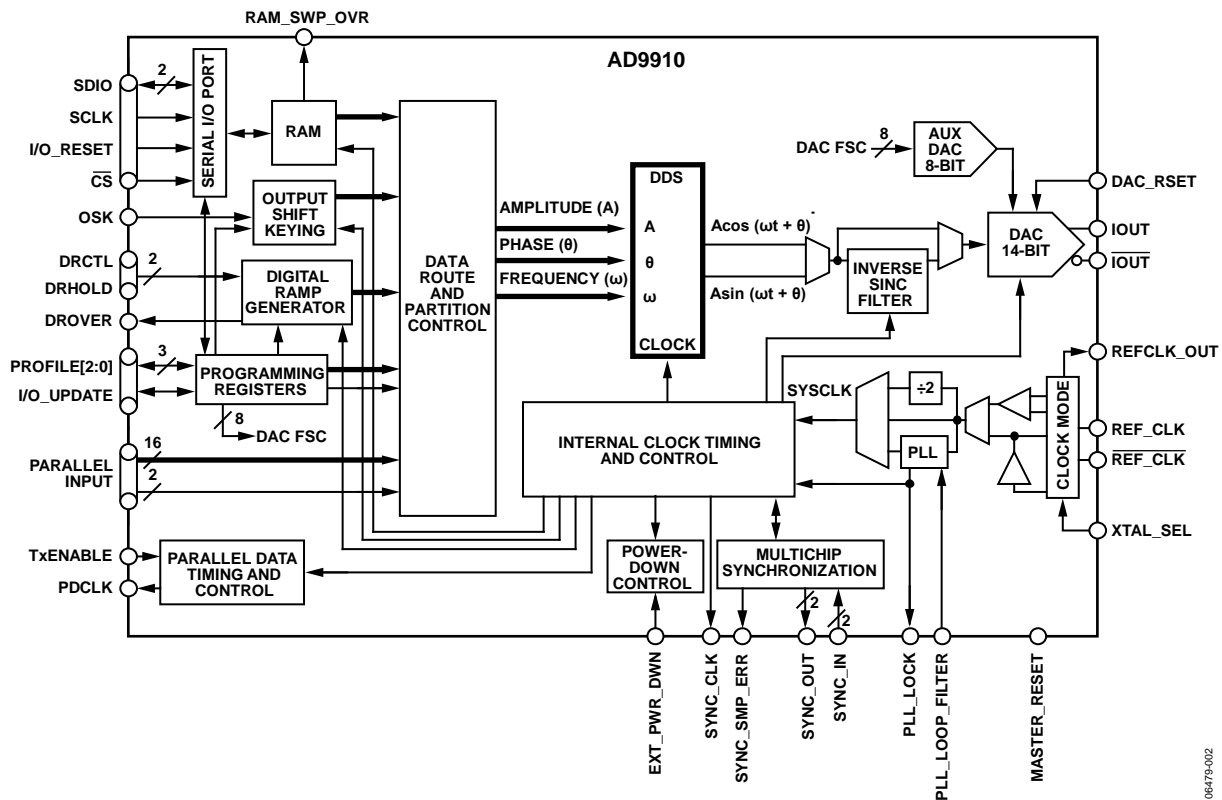 RAM_SWP_OVR
AD9910
SDIO
2
SCLK
I/O_RESET
CS
OSK
DRCTL
2
DRHOLD
DROVER
PROFILE[2:0]
3
I/O_UPDATE
PARALLEL
INPUT
16
2
TxENABLE
PDCLK
SERIAL I/O PORT
RAM
OUTPUT
SHIFT
KEYING
DIGITAL
RAMP
GENERATOR
PROGRAMMING
REGISTERS
8
DAC FSC
PARALLEL DATA
TIMING AND
CONTROL
DATA
ROUTE
AND
PARTITION
CONTROL
AMPLITUDE (A)
PHASE (θ)
FREQUENCY (ω)
DDS
A
θ
ω
CLOCK
Acos (ωt + θ)
Asin (ωt + θ)
INVERSE
SINC
FILTER
DAC FSC
8
AUX
DAC
8-BIT
DAC
14-BIT
DAC_RSET
IOUT
IOUT
REFCLK_OUT
REF_CLK
REF_CLK
XTAL_SEL
CLOCK MODE
÷2
PLL
SYSCLK
INTERNAL CLOCK TIMING
AND CONTROL
POWER-
DOWN
CONTROL
MULTICHIP
SYNCHRONIZATION
2
2
EXT_PWR_DWN
SYNC_CLK
SYNC_SMP_ERR
SYNC_OUT
SYNC_IN
PLL_LOCK
PLL_LOOP_FILTER
MASTER_RESET
06479-002